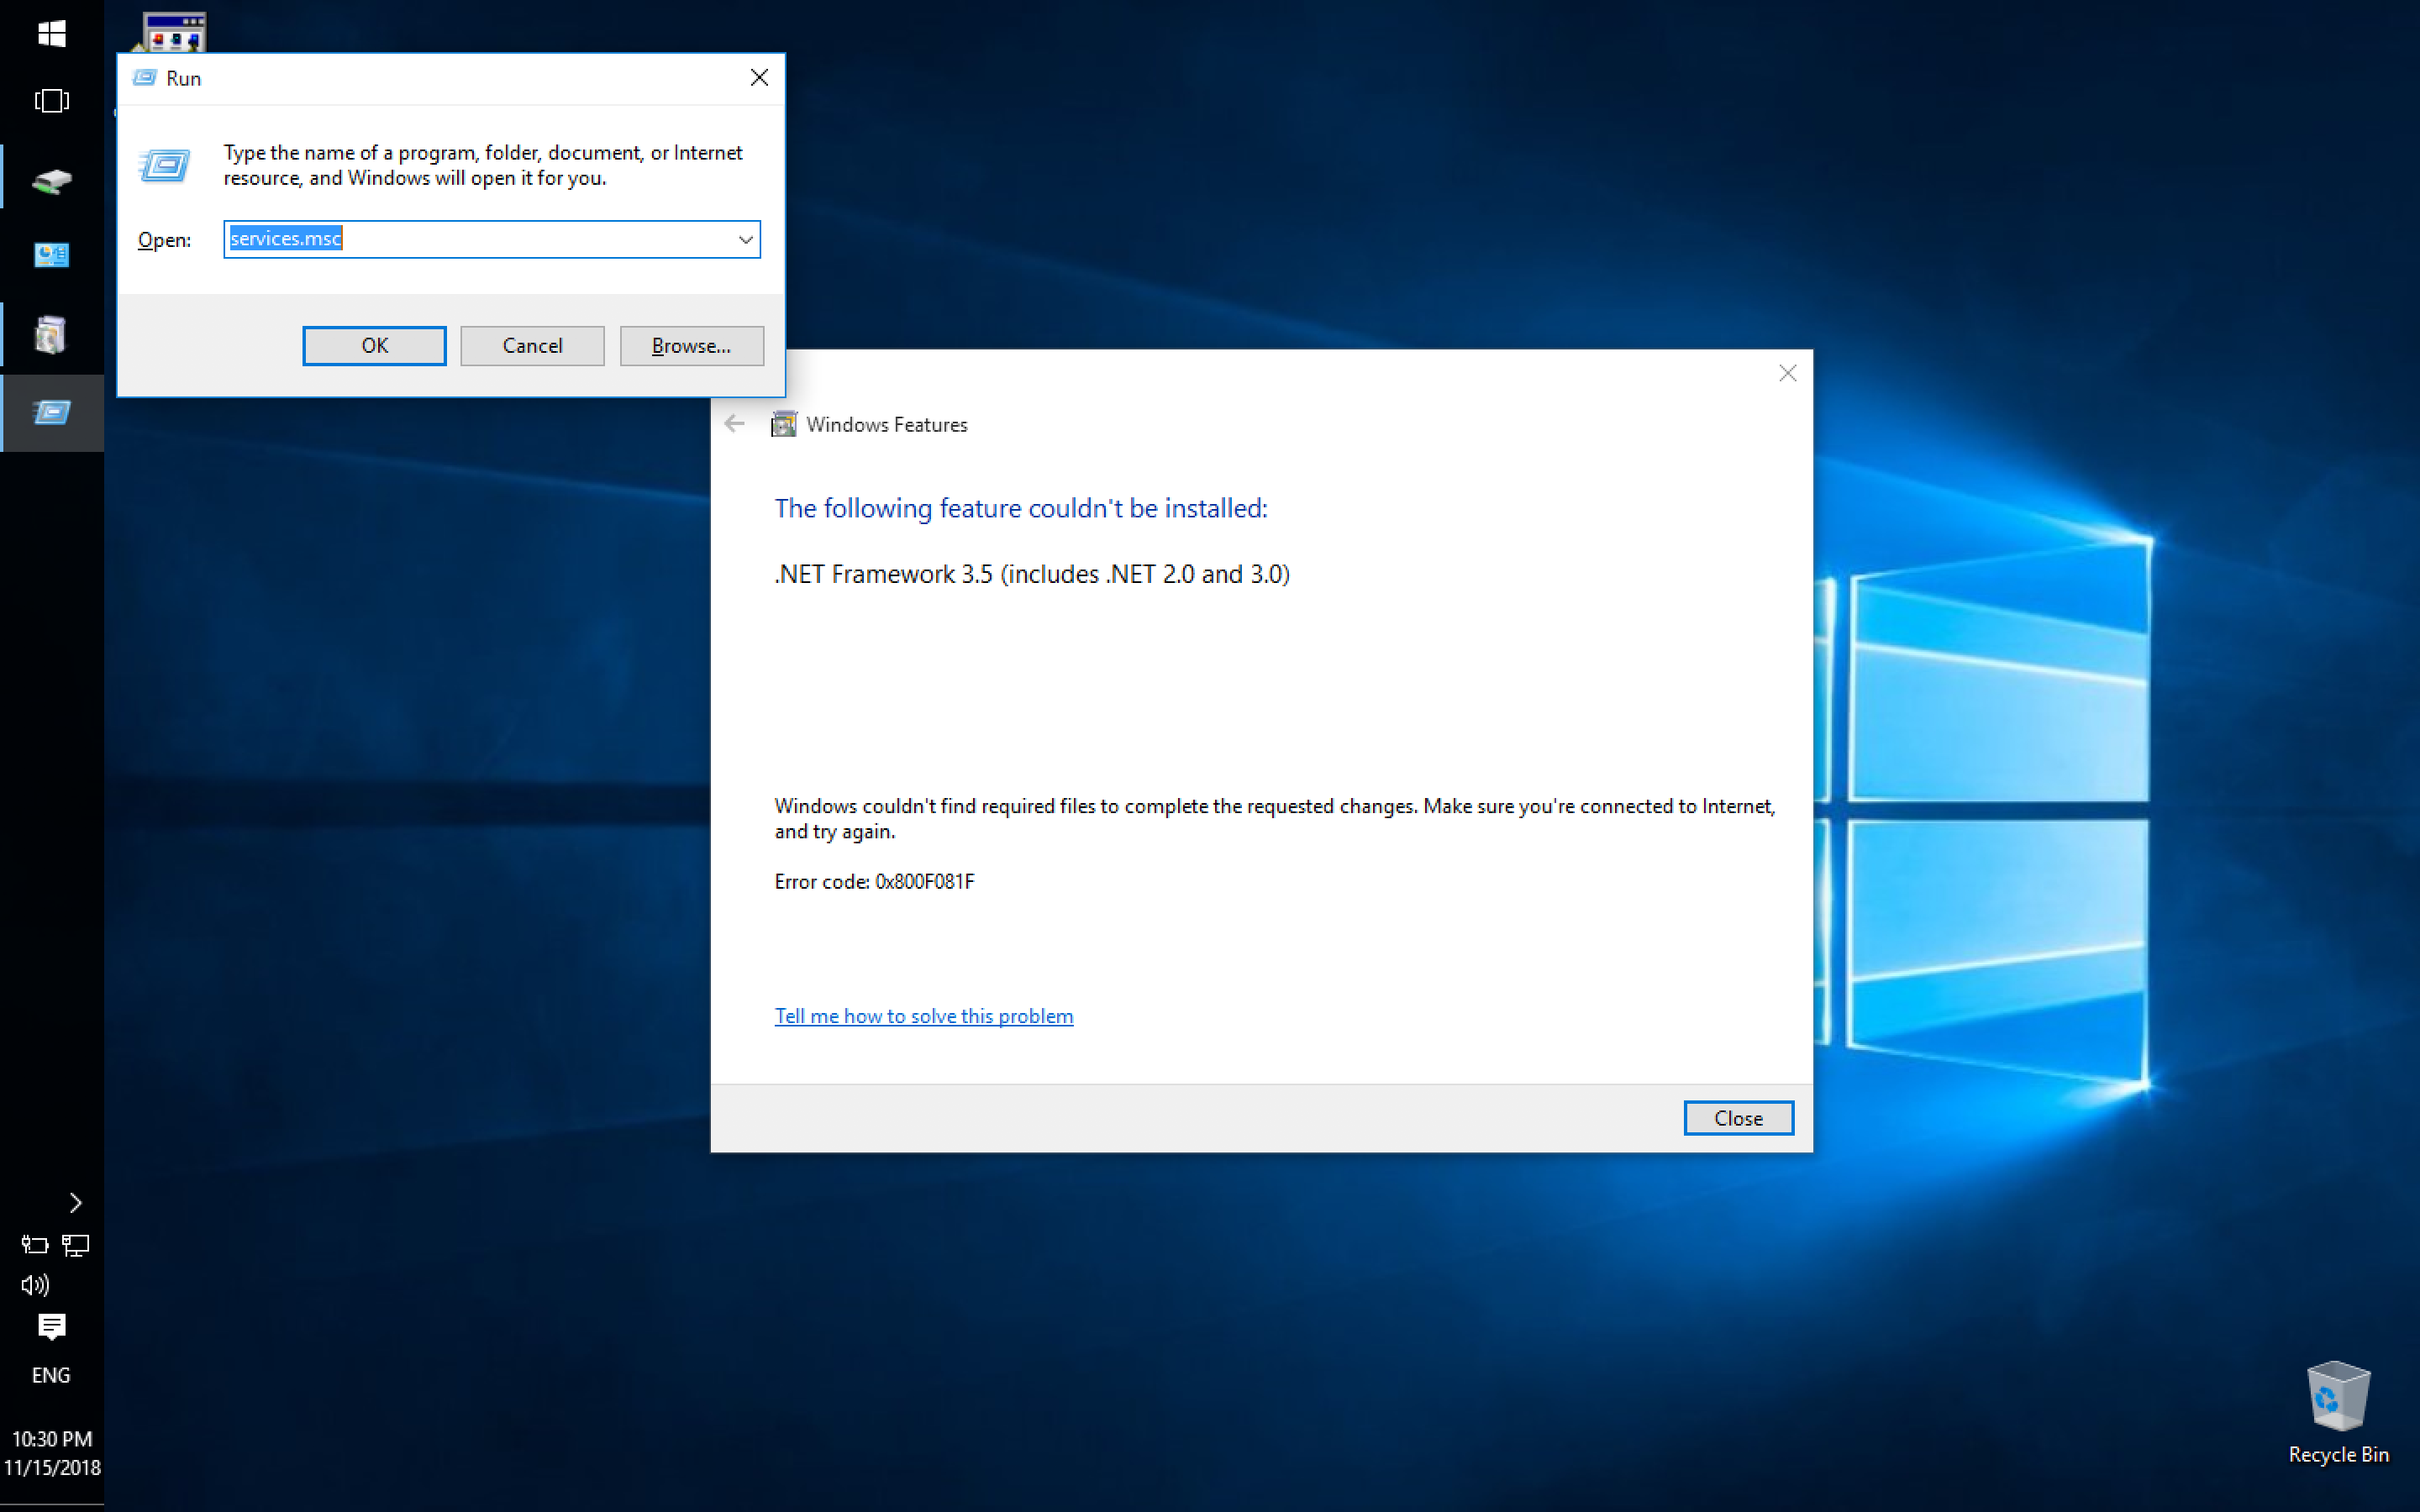 Run
Type the name of a program, folder, document, or Internet
resource, and Windows will open it for you.
Open:
services.msc
OK
Cancel
Browse...
Windows Features
The following feature couldn't be installed:
.NET Framework 3.5 (includes .NET 2.0 and 3.0)
Windows couldn't find required files to complete the requested changes. Make sure you're connected to Internet,
and try again.
Error code: 0x800F081F
Tell me how to solve this problem
Close
ENG
10:30 PM
11/15/2018
Recycle Bin